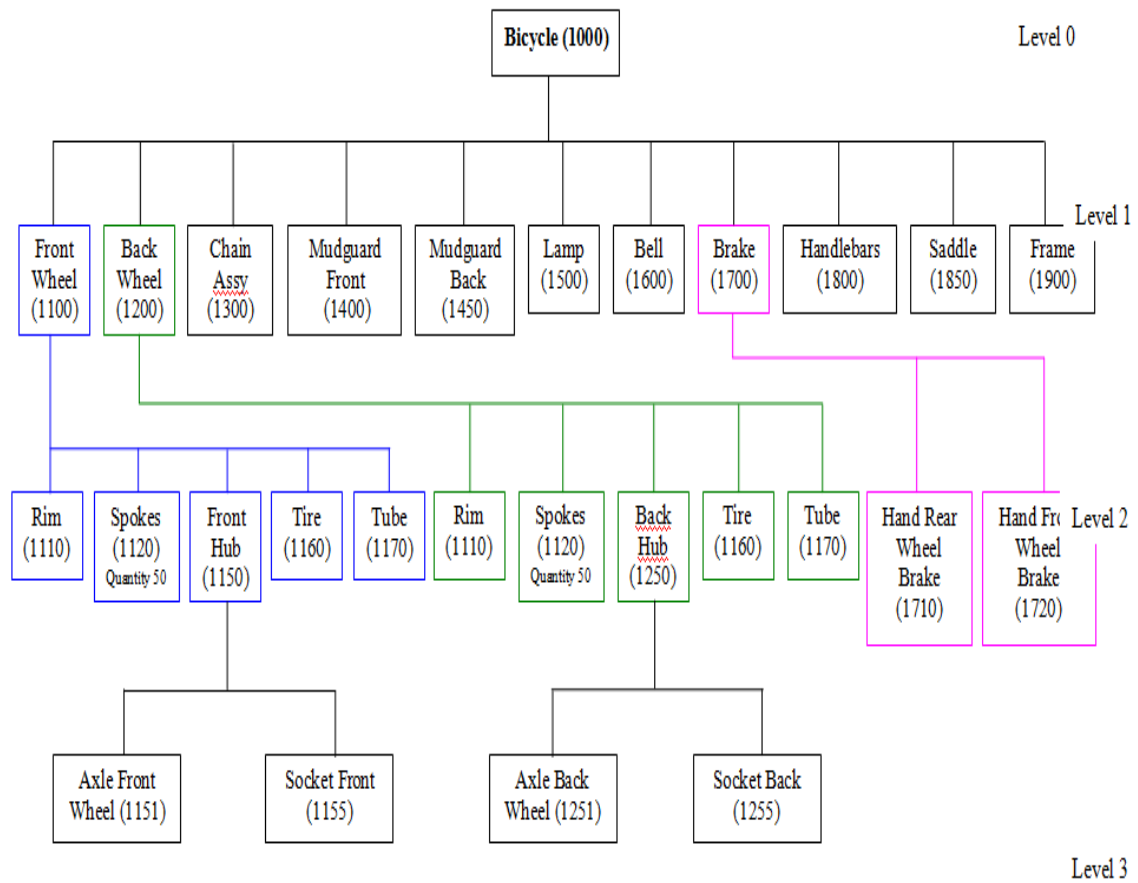 Bicycle (1000)
Level 0
Level 1
Front
Wheel
(1100)
Back
Wheel
(1200)
Chain
Assy
(1300)
Mudguard
Front
(1400)
Mudguard
Back
(1450)
Lamp
(1500)
Bell
(1600)
Brake
(1700)
Handlebars
(1800)
Saddle
(1850)
Frame
(1900)
Rim
(1110)
Spokes
(1120)
Quantity 50
Front
Hub
(1150)
Tire
(1160)
Tube
(1170)
Rim
(1110)
Spokes
(1120)
Quantity 50
Back
Hub
(1250)
Tire
(1160)
Tube
(1170)
Hand Rear
Wheel
Brake
(1710)
Hand
Wheel
Brake
(1720)
Level 2
Axle Front
Wheel (1151)
Socket Front
(1155)
Axle Back
Wheel (1251)
Socket Back
(1255)
Level 3